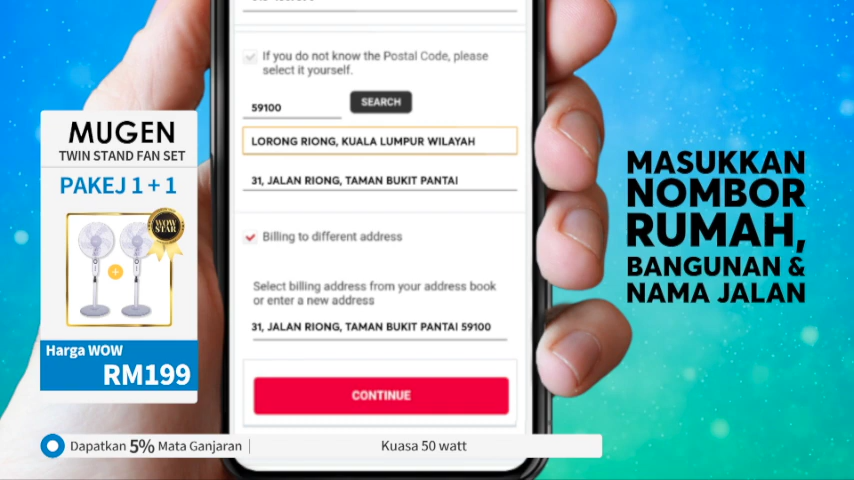 If you do not know the Postal Code, please
select it yourself.
59100
SEARCH
LORONG RIONG, KUALA LUMPUR WILAYAH
31, JALAN RIONG, TAMAN BUKIT PANTAI
Billing to different address
Select billing address from your address book
or enter a new address
31, JALAN RIONG, TAMAN BUKIT PANTAI 59100
CONTINUE
MUGEN
TWIN STAND FAN SET
PAKEJ 1 + 1
WOW
STAR
+
Harga WOW
RM199
MASUKKAN
NOMBOR
RUMAH,
BANGUNAN &
NAMA JALAN
Dapatkan 5% Mata Ganjaran
Kuasa 50 watt